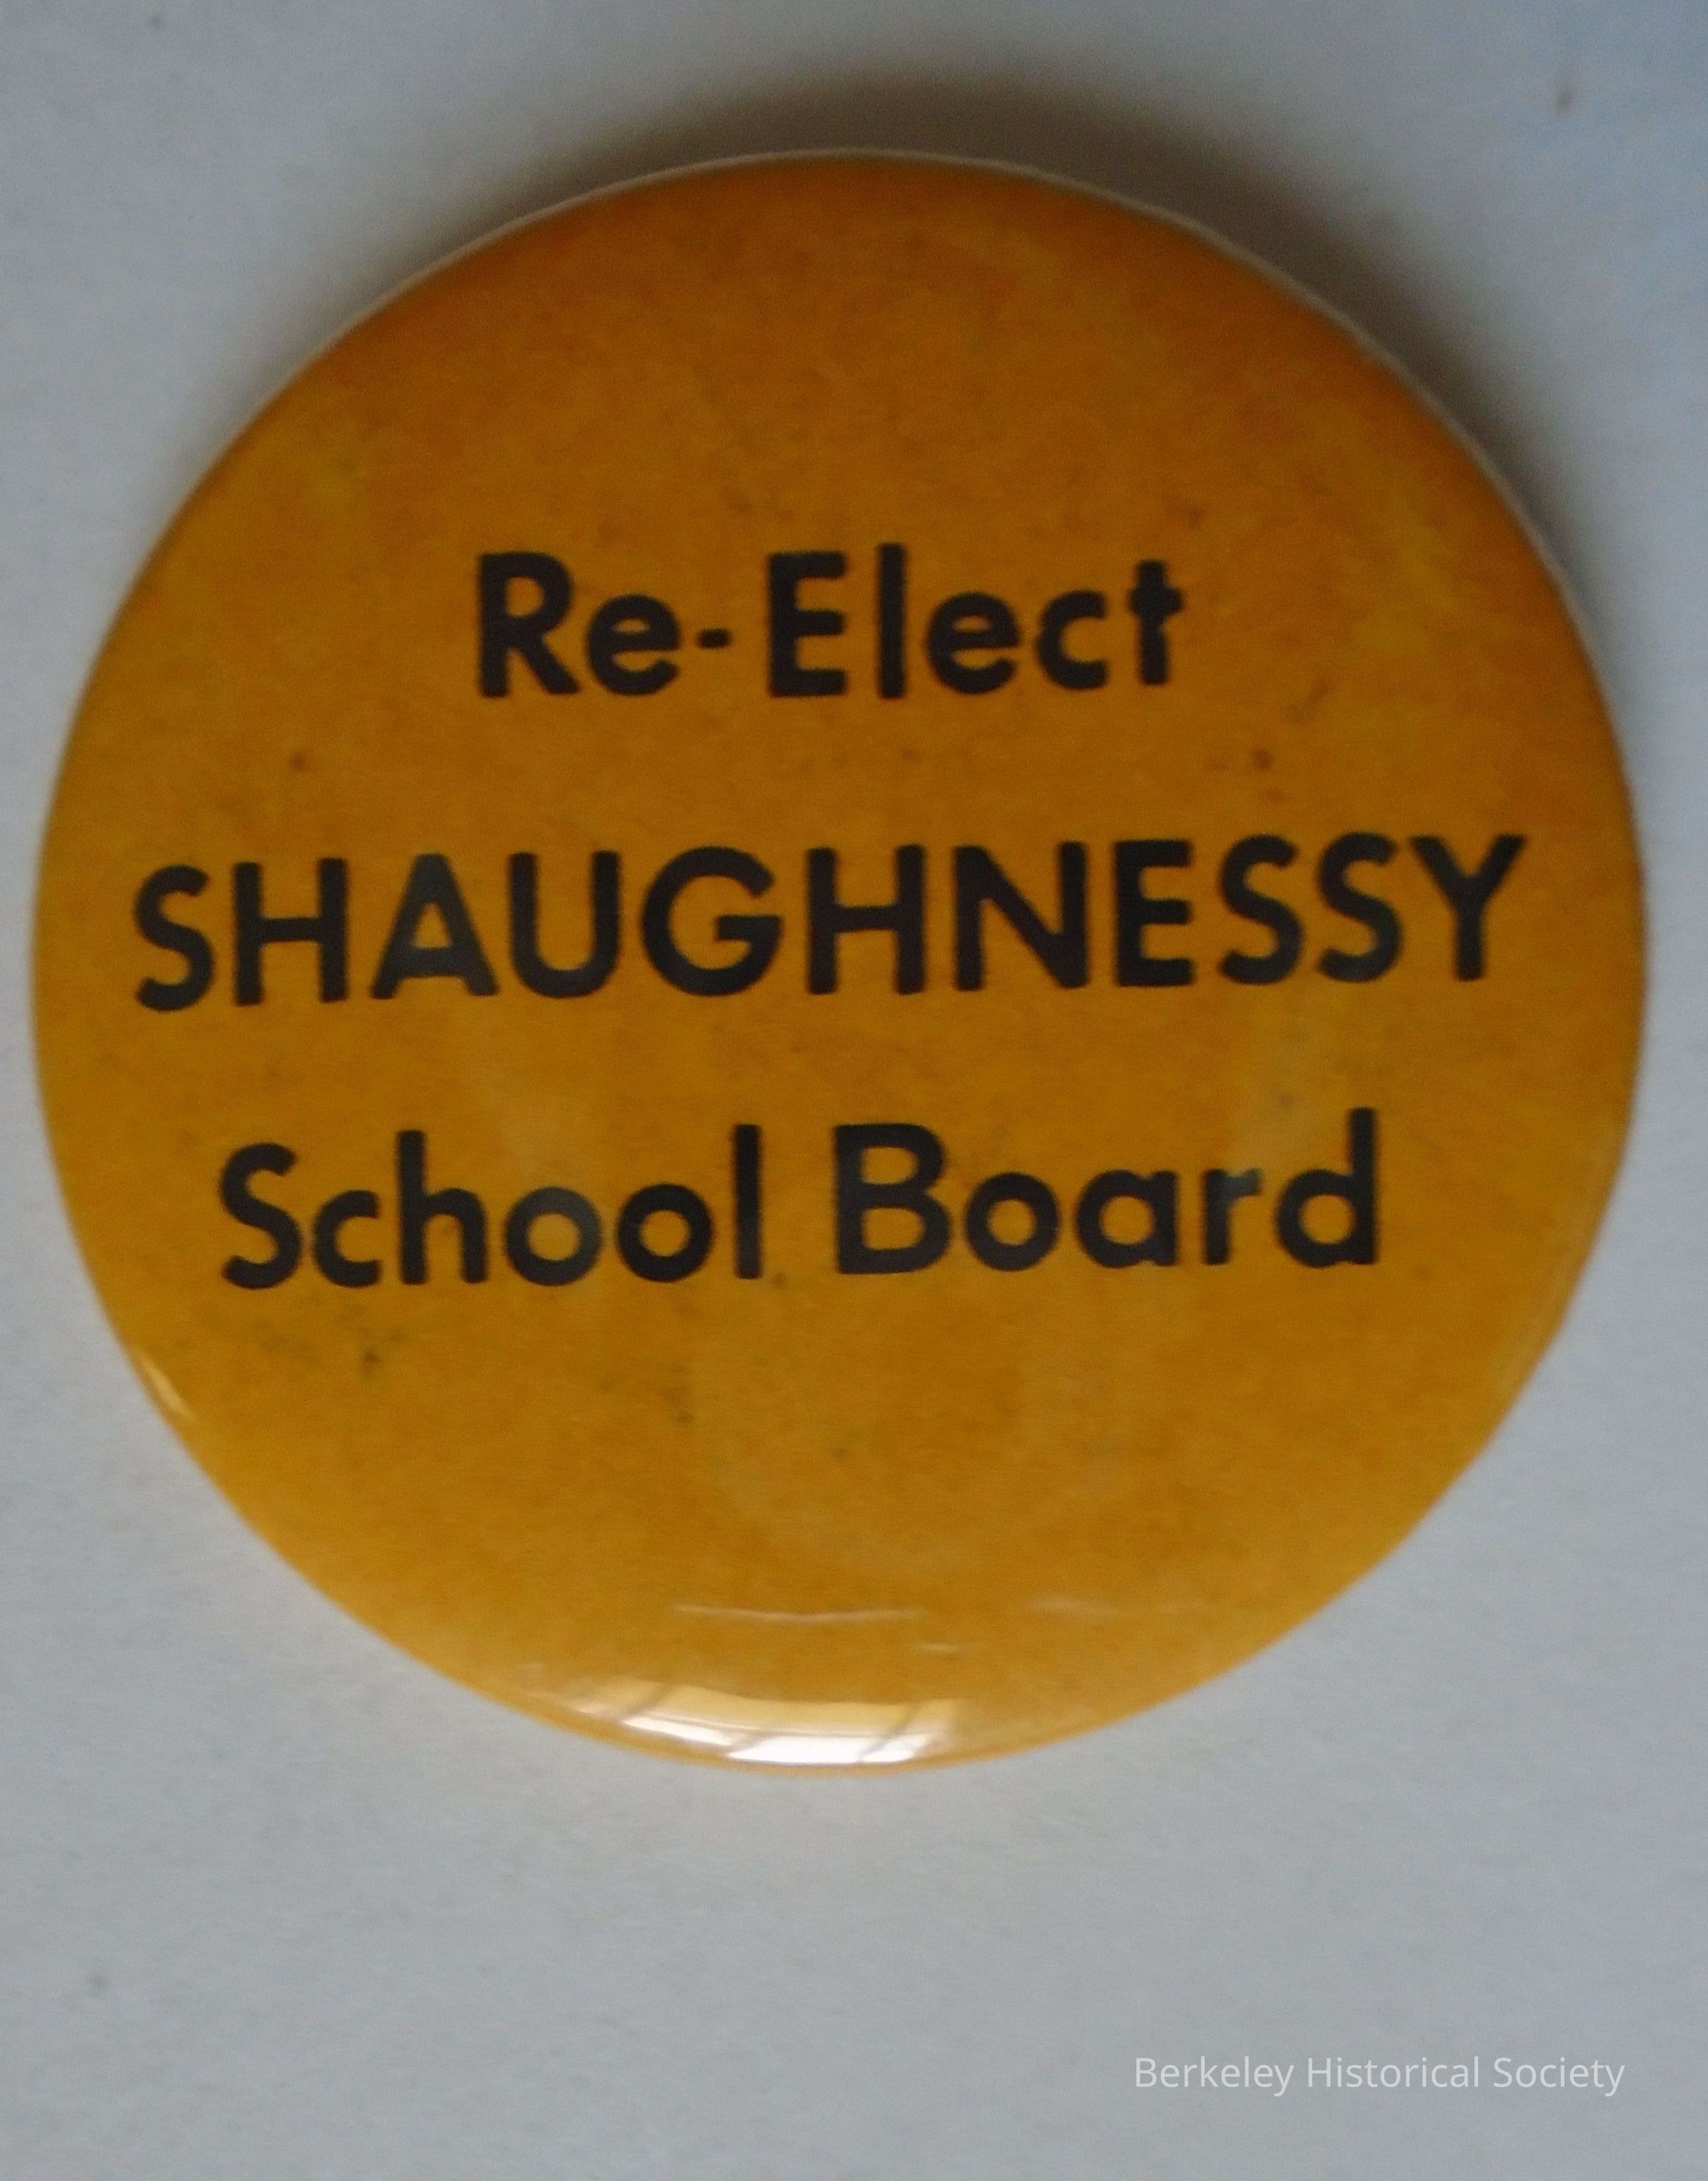 Re-Elect
SHAUGHNESSY
School Board
Berkeley Historical Society